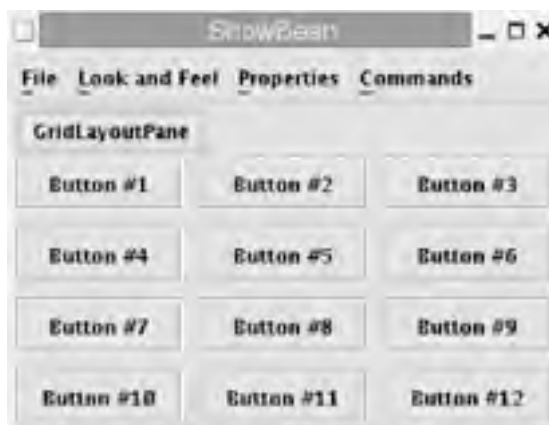 ShowBean
File Look and Feel Properties Commands
GridLayoutPane
Button #1 Button #2 Button #3
Button #4 Button #5 Button #6
Button #7 Button #8 Button #9
Button #10 Button #11 Button #12